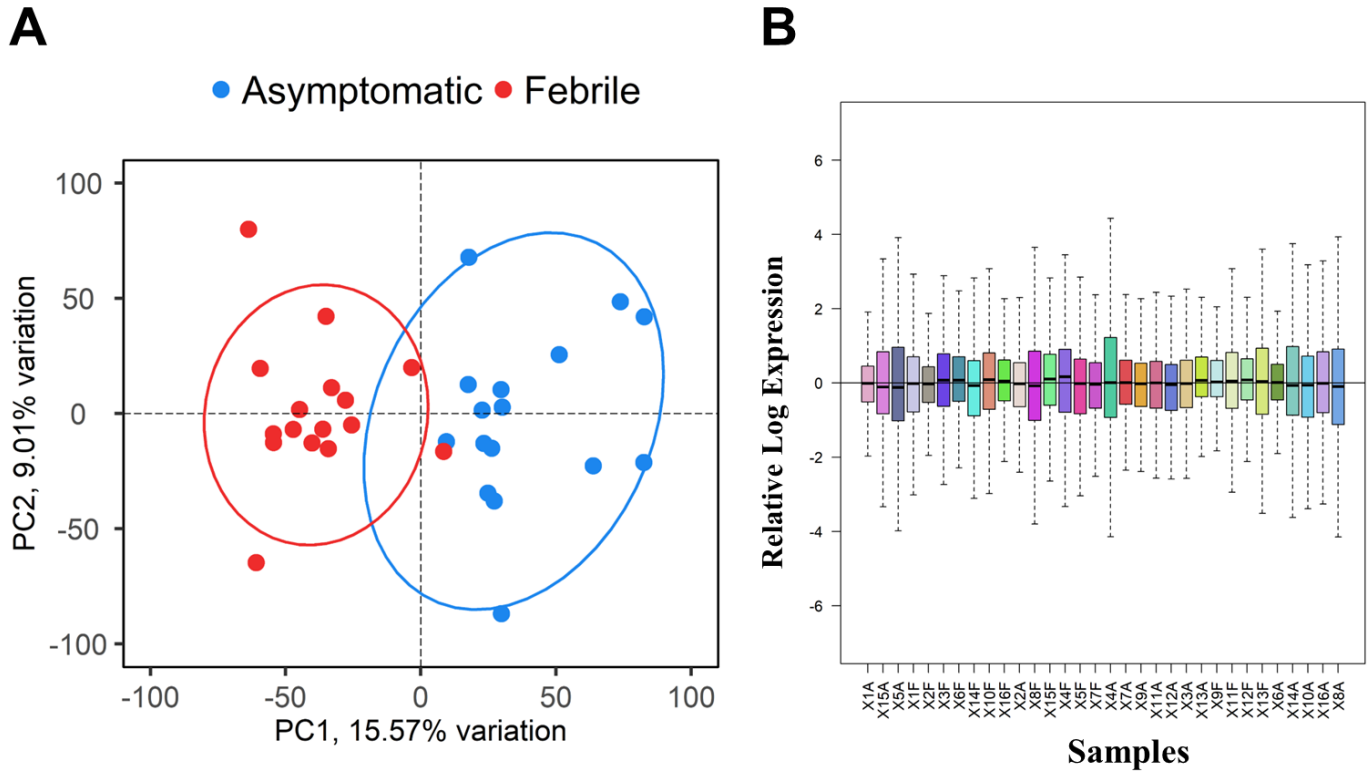 A
Asymptomatic Febrile
100
50
0
-50
-100
PC2, 9.01% variation
-100 -50 0 50 100
PC1, 15.57% variation
B
6
4
2
0
-2
-4
-6
Relative Log Expression
X1A X15A X5A X1F X2F X3F X6F X14F X10F X16F X2A X8F X15F X4F X5F X7F X4A X7A X9A X11A X12A X3A X13A X9F X11F X12F X13F X6A X14A X10A X16A X8A
Samples